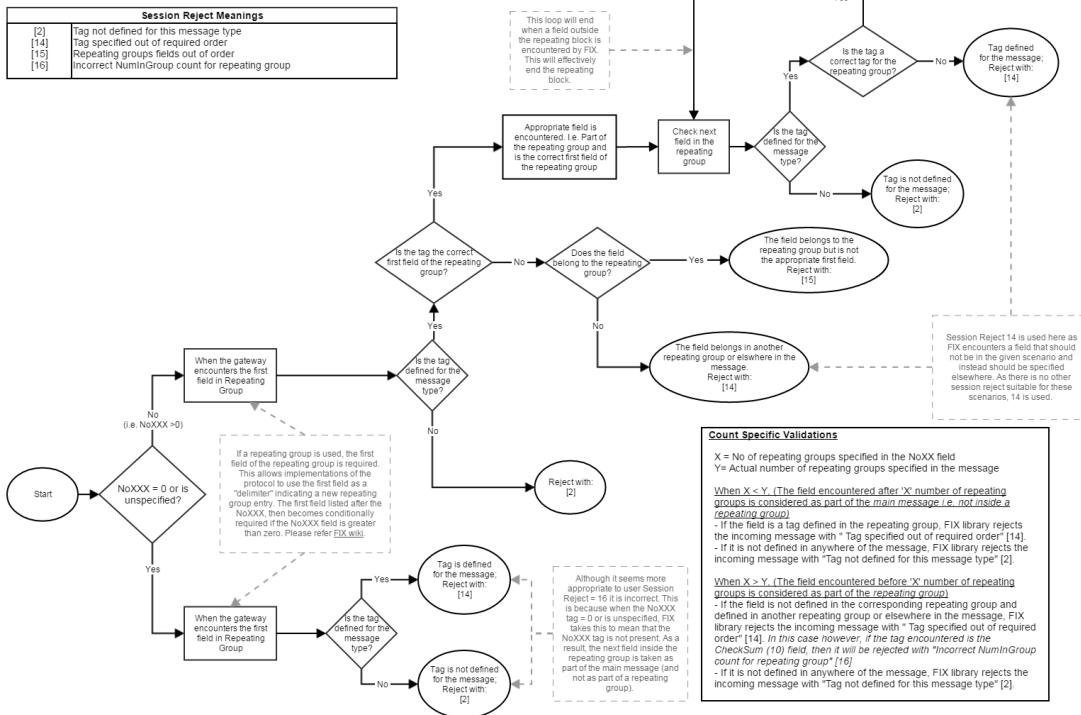 Session Reject Meanings
[2] Tag not defined for this message type
[14] Tag specified out of required order
[15] Repeating groups fields out of order
[16] Incorrect NumInGroup count for repeating group
This loop will end
when a field outside
the repeating block is
encountered by FIX.
This will effectively
end the repeating
block.
Yes
Is the tag a
correct tag for the
repeating group?
No
Tag defined
for the message;
Reject with:
[14]
Yes
Appropriate field is
encountered. I.e. Part of
the repeating group and
is the correct first field of
the repeating group
Check next
field in the
repeating
group
Is the tag
defined for the
message
type?
No
Tag is not defined
for the message;
Reject with:
[2]
Yes
Is the tag the correct
first field of the repeating
group?
No
Does the field
belong to the repeating
group?
Yes
The field belongs to the
repeating group but is not
the appropriate first field.
Reject with:
[15]
No
The field belongs in another
repeating group or elswhere in the
message.
Reject with:
[14]
Session Reject 14 is used here as
FIX encounters a field that should
not be in the given scenario and
instead should be specified
elsewhere. As there is no other
session reject suitable for these
scenarios, 14 is used.
Yes
When the gateway
encounters the first
field in Repeating
Group
Is the tag
defined for the
message
type?
No
Reject with:
[2]
No
(i.e. NoXXX >0)
Start
NoXXX = 0 or is
unspecified?
Yes
If a repeating group is used, the first
field of the repeating group is required.
This allows implementations of the
protocol to use the first field as a
"delimiter" indicating a new repeating
group entry. The first field listed after the
NoXXX, then becomes conditionally
required if the NoXXX field is greater
than zero. Please refer FIX wiki.
When the gateway
encounters the first
field in Repeating
Group
Is the tag
defined for the
message
type?
Yes
Tag is defined
for the message;
Reject with:
[14]
No
Tag is not defined
for the message;
Reject with:
[2]
Although it seems more
appropriate to user Session
Reject = 16 it is incorrect. This
is because when the NoXXX
tag = 0 or is unspecified, FIX
takes this to mean that the
NoXXX tag is not present. As a
result, the next field inside the
repeating group is taken as
part of the main message (and
not as part of a repeating
group).
Count Specific Validations
X = No of repeating groups specified in the NoXX field
Y= Actual number of repeating groups specified in the message
When X < Y, (The field encountered after 'X' number of repeating
groups is considered as part of the main message i.e. not inside a
repeating group)
- If the field is a tag defined in the repeating group, FIX library rejects
the incoming message with " Tag specified out of required order" [14].
- If it is not defined in anywhere of the message, FIX library rejects the
incoming message with "Tag not defined for this message type" [2].
When X > Y, (The field encountered before 'X' number of repeating
groups is considered as part of the repeating group)
- If the field is not defined in the corresponding repeating group and
defined in another repeating group or elsewhere in the message, FIX
library rejects the incoming message with " Tag specified out of required
order" [14]. In this case however, if the tag encountered is the
CheckSum (10) field, then it will be rejected with "Incorrect NumInGroup
count for repeating group" [16]
- If it is not defined in anywhere of the message, FIX library rejects the
incoming message with "Tag not defined for this message type" [2].